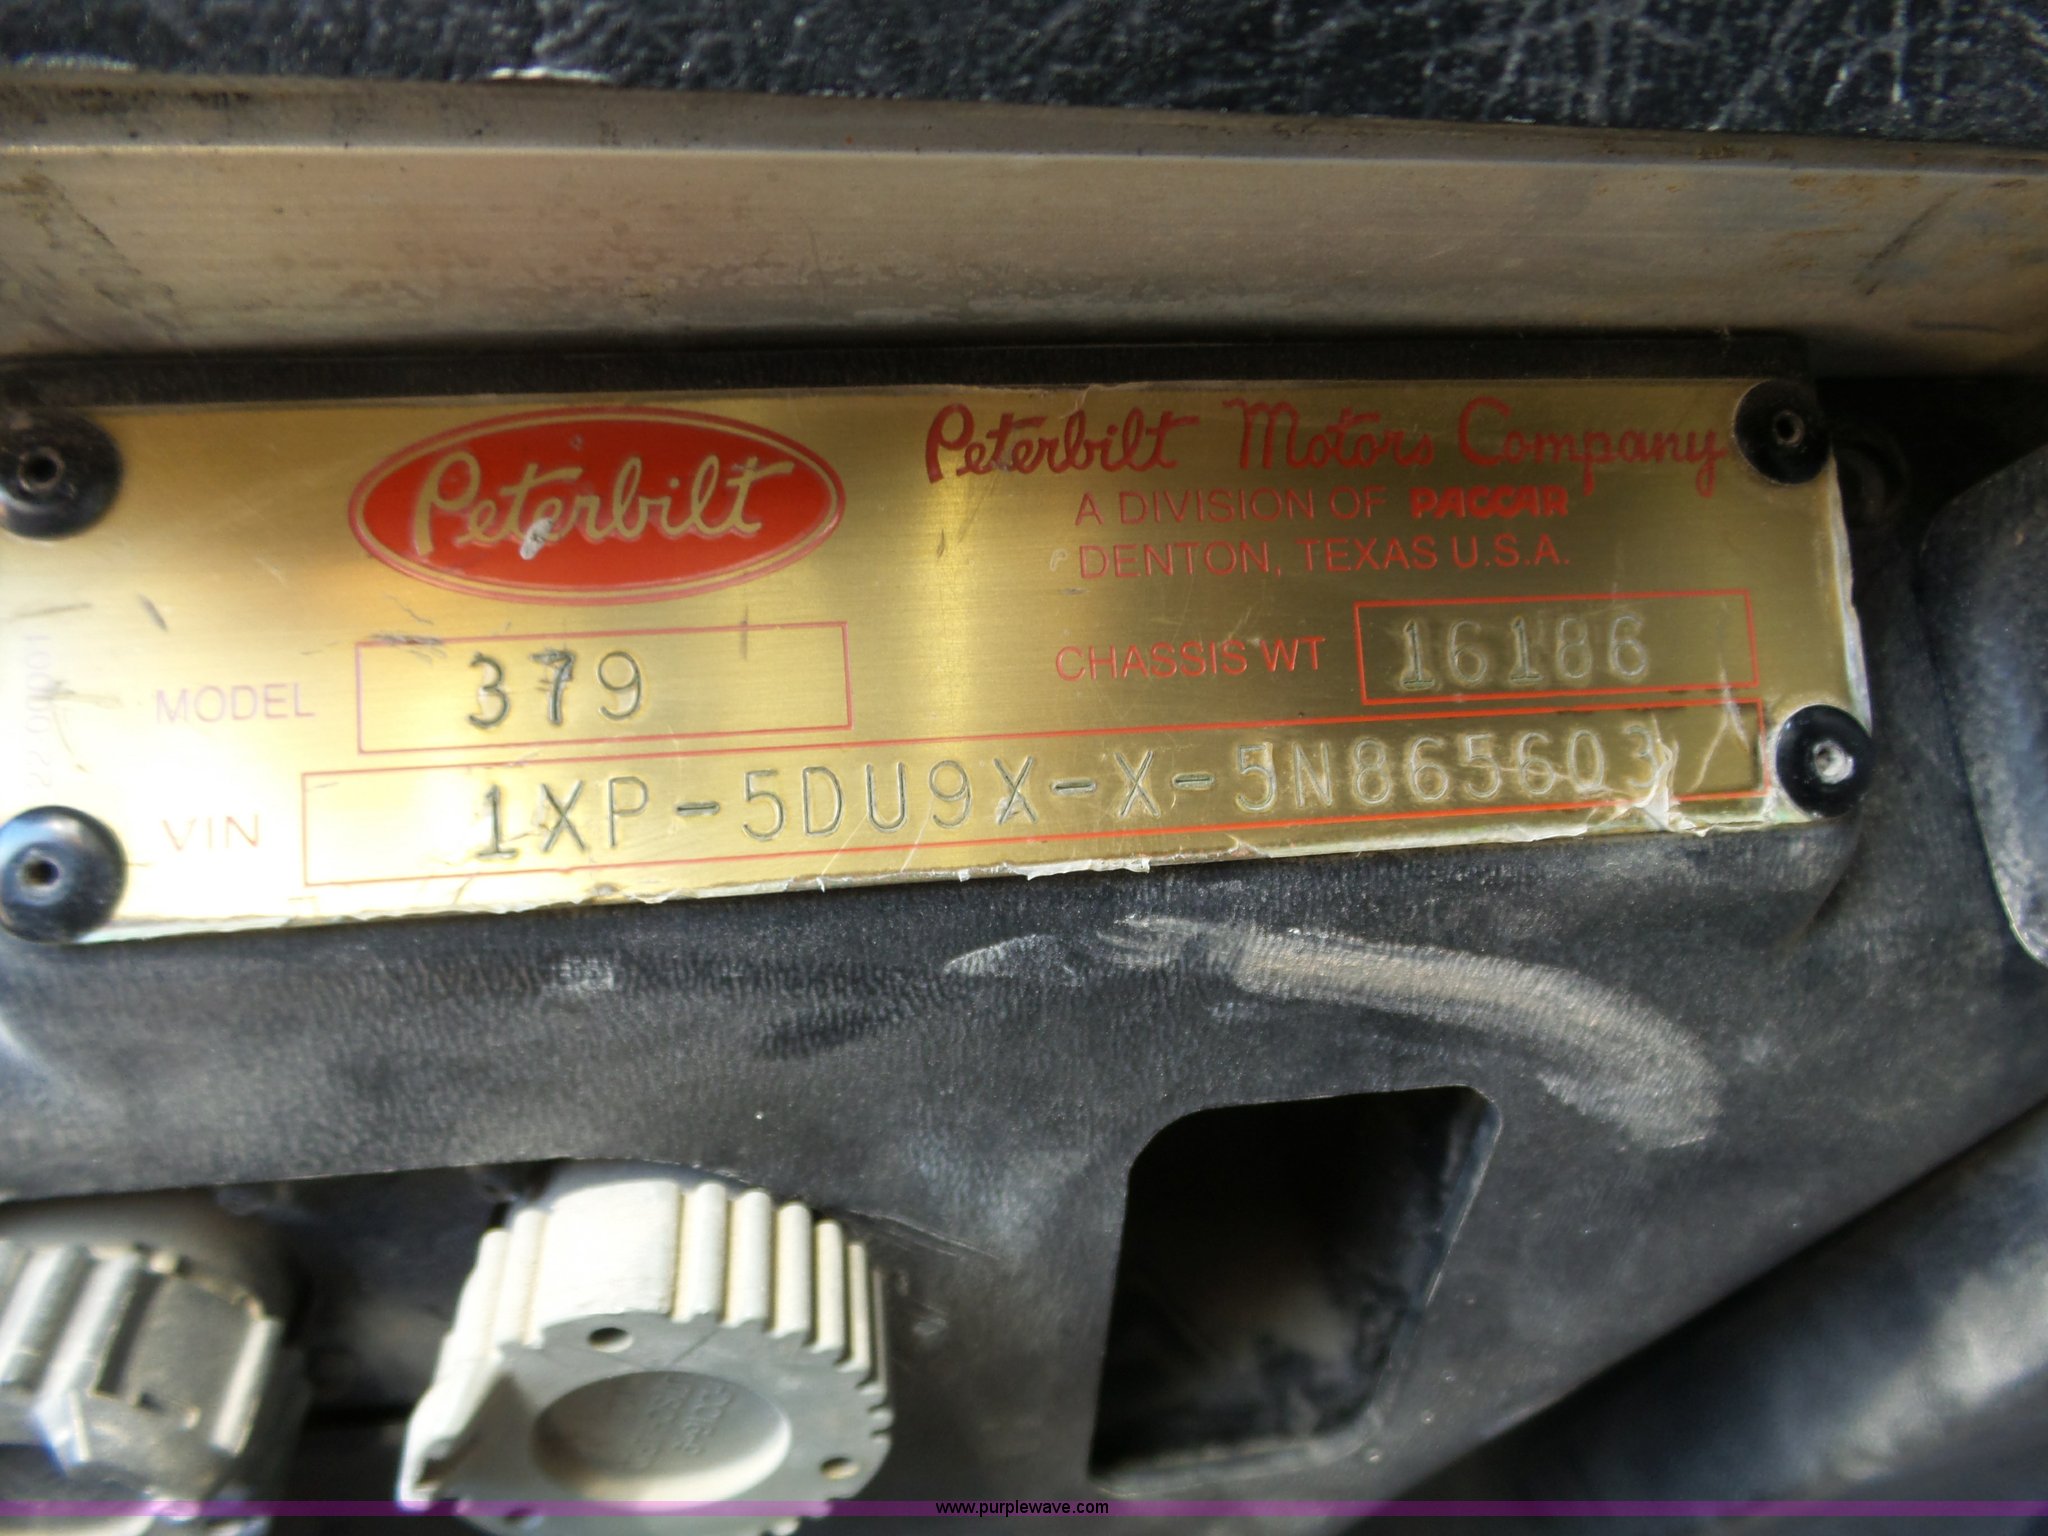 Peterbilt
Peterbilt Motors Company
A DIVISION OF PACCAR
DENTON, TEXAS U.S.A.
MODEL 379
CHASSIS WT 16186
VIN 1XP-5DU9X-X-5N865603
www.purplewave.com